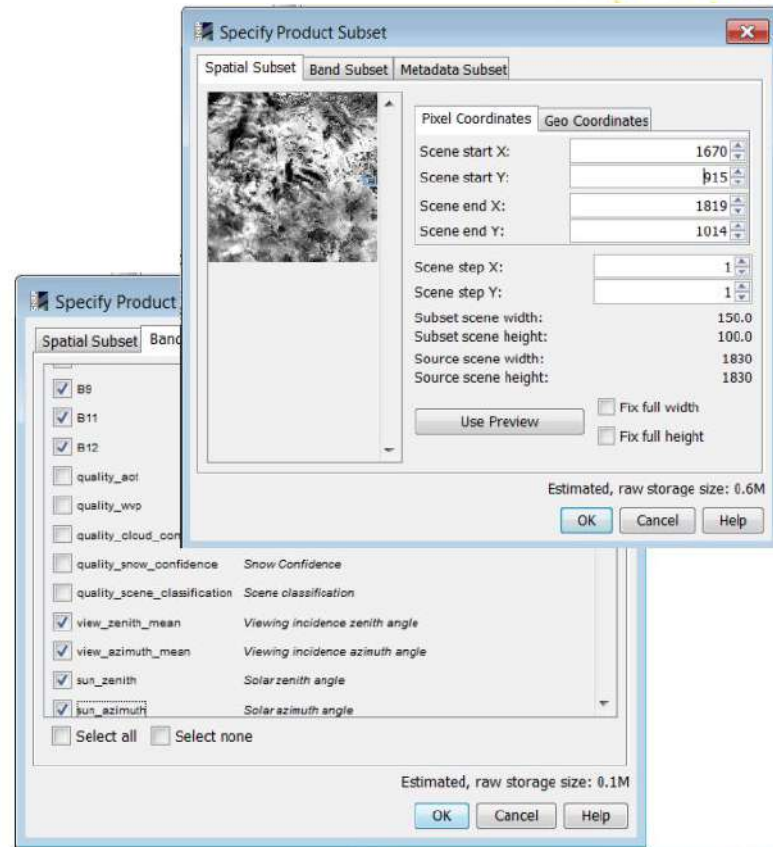 Specify Product Subset
Spatial Subset Band Subset Metadata Subset
Pixel Coordinates Geo Coordinates
Scene start X: 1670
Scene start Y: 915
Scene end X: 1819
Scene end Y: 1014
Scene step X: 1
Scene step Y: 1
Subset scene width: 150.0
Subset scene height: 100.0
Source scene width: 1830
Source scene height: 1830
Use Preview
Fix full width
Fix full height
Estimated, raw storage size: 0.6M
OK Cancel Help
Specify Product
Spatial Subset Band
B9
B11
B12
quality_aot
quality_wvp
quality_cloud_con
quality_snow_confidence Snow Confidence
quality_scene_classification Scene classification
view_zenith_mean Viewing incidence zenith angle
view_azimuth_mean Viewing incidence azimuth angle
sun_zenith Solar zenith angle
sun_azimuth Solar azimuth angle
Select all Select none
Estimated, raw storage size: 0.1M
OK Cancel Help